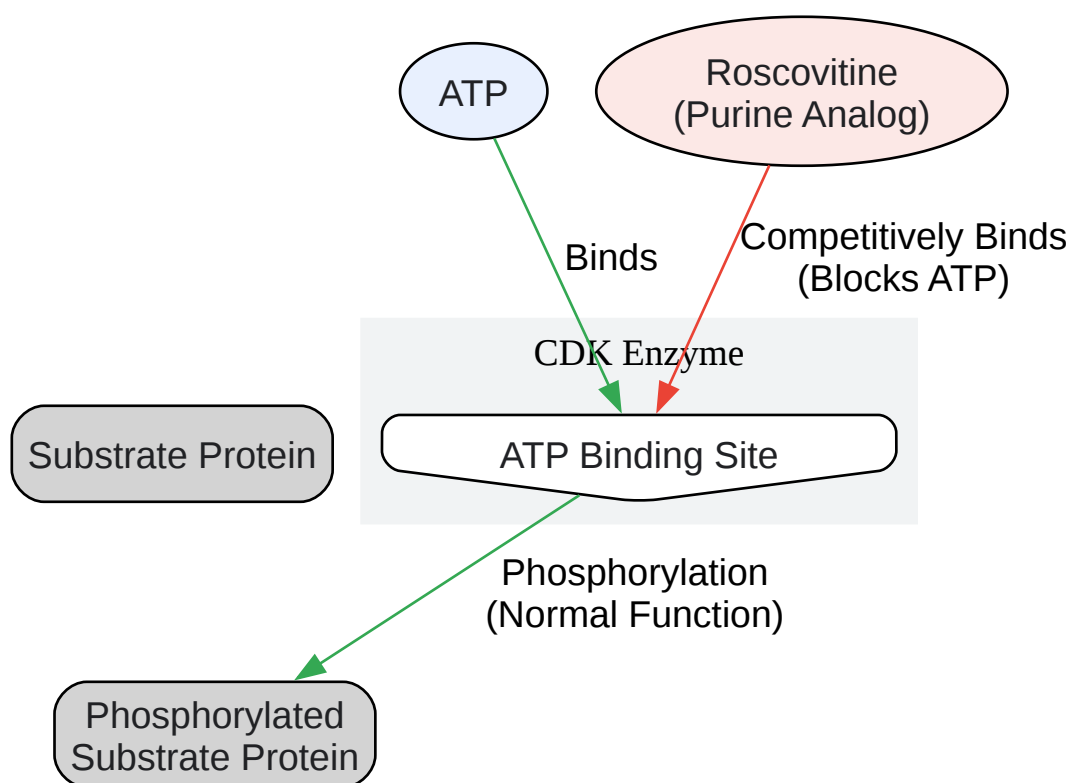 ATP
Roscovitine
(Purine Analog)
Binds
Competitively Binds
(Blocks ATP)
CDK Enzyme
Substrate Protein
ATP Binding Site
Phosphorylation
(Normal Function)
Phosphorylated
Substrate Protein